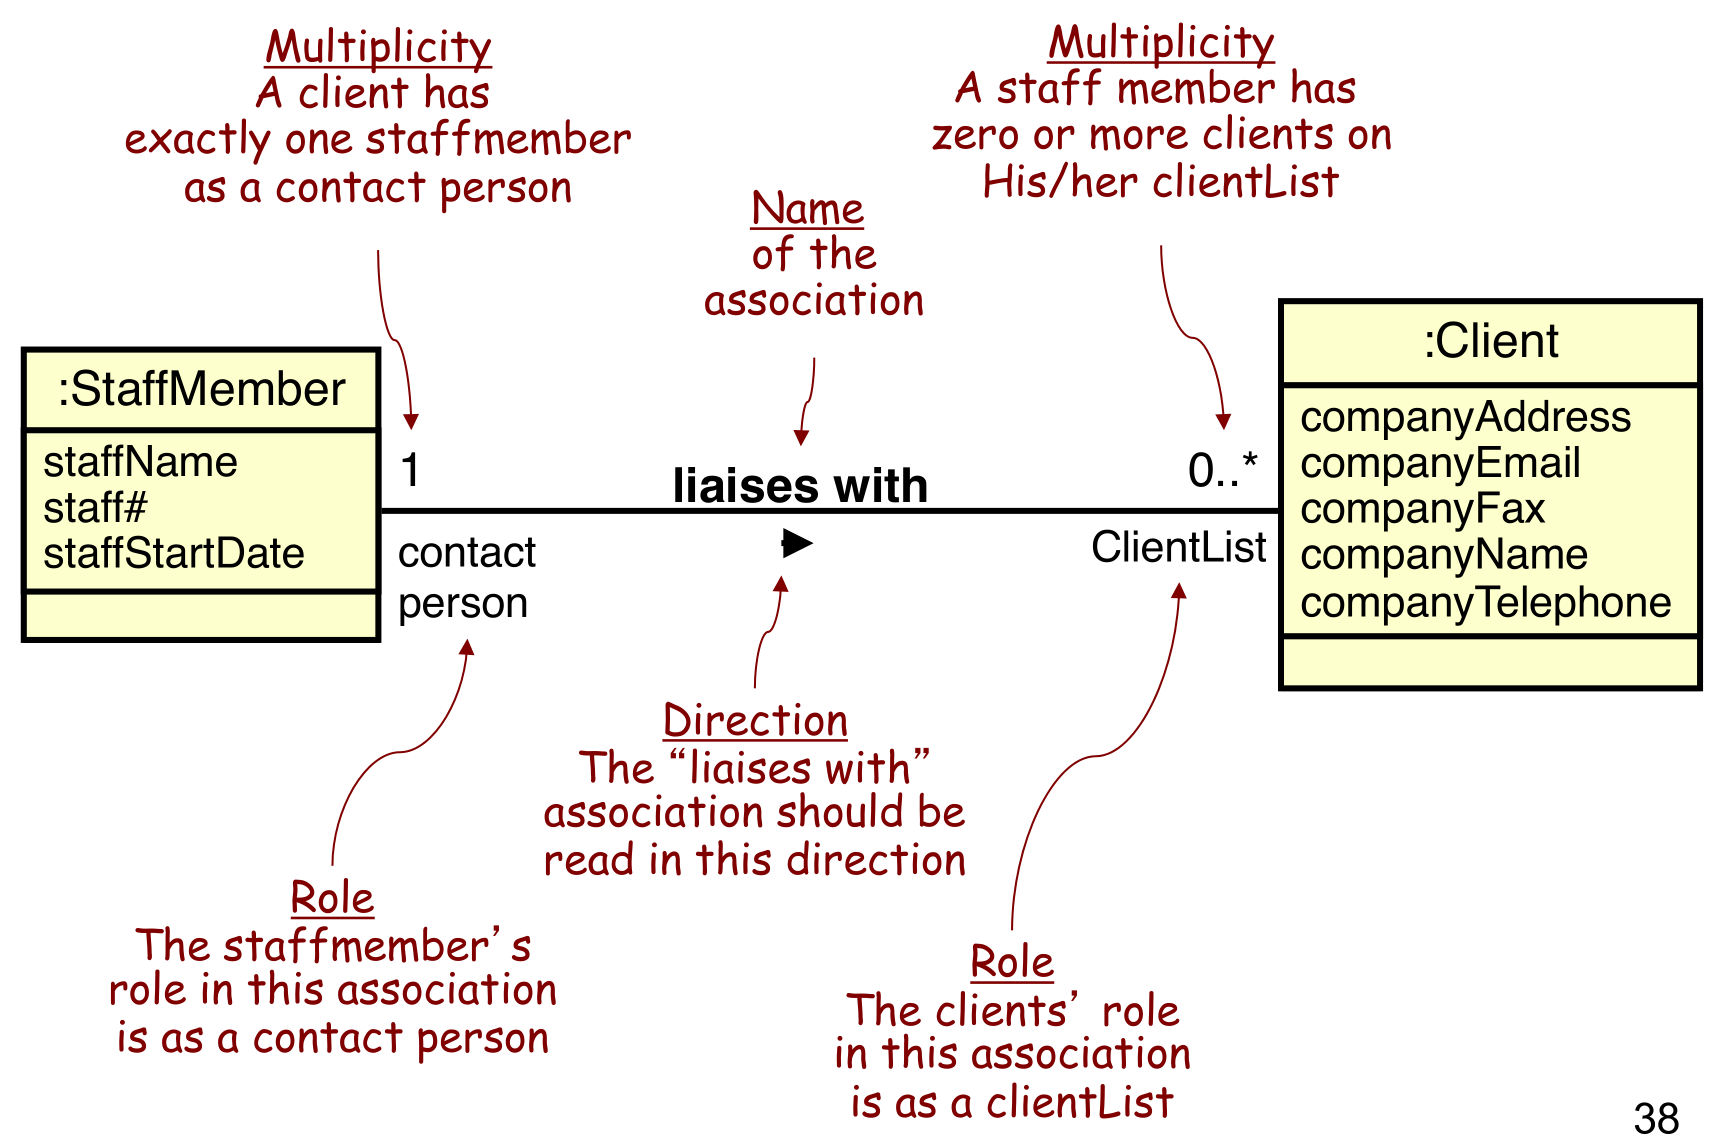 Multiplicity
A client has
exactly one staffmember
as a contact person
Multiplicity
A staff member has
zero or more clients on
His/her clientList
Name
of the
association
:StaffMember
staffName
staff#
staffStartDate
1
liaises with
0..*
contact
person
ClientList
:Client
companyAddress
companyEmail
companyFax
companyName
companyTelephone
Direction
The “liaises with”
association should be
read in this direction
Role
The staffmember’s
role in this association
is as a contact person
Role
The clients’ role
in this association
is as a clientList
38